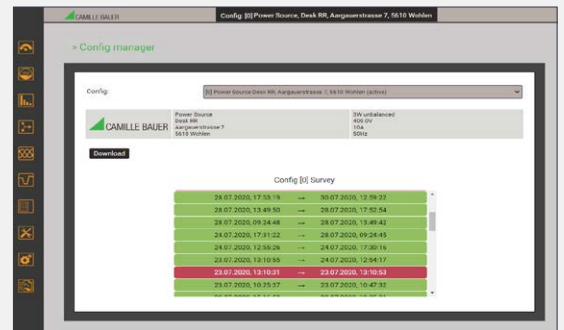 CAMILLE BAUER
Config: [0] Power Source, Desk RR, Aargauerstrasse 7, 5610 Wohlen
» Config manager
Config:
[0] Power Source Desk RR, Aargauerstrasse 7, 5610 Wohlen (active)
CAMILLE BAUER
Power Source
Desk RR
Aargauerstrasse 7
5610 Wohlen
3W unbalanced
400.0V
10A
50Hz
Download
Config [0] Survey
28.07.2020, 17:53:19 → 30.07.2020, 12:59:22
28.07.2020, 13:49:50 → 28.07.2020, 17:52:54
28.07.2020, 09:24:48 → 28.07.2020, 13:49:42
24.07.2020, 17:31:22 → 28.07.2020, 09:24:45
24.07.2020, 12:55:26 → 24.07.2020, 17:30:16
23.07.2020, 13:10:55 → 24.07.2020, 12:54:17
23.07.2020, 13:10:31 → 23.07.2020, 13:10:53
23.07.2020, 10:25:37 → 23.07.2020, 10:47:32